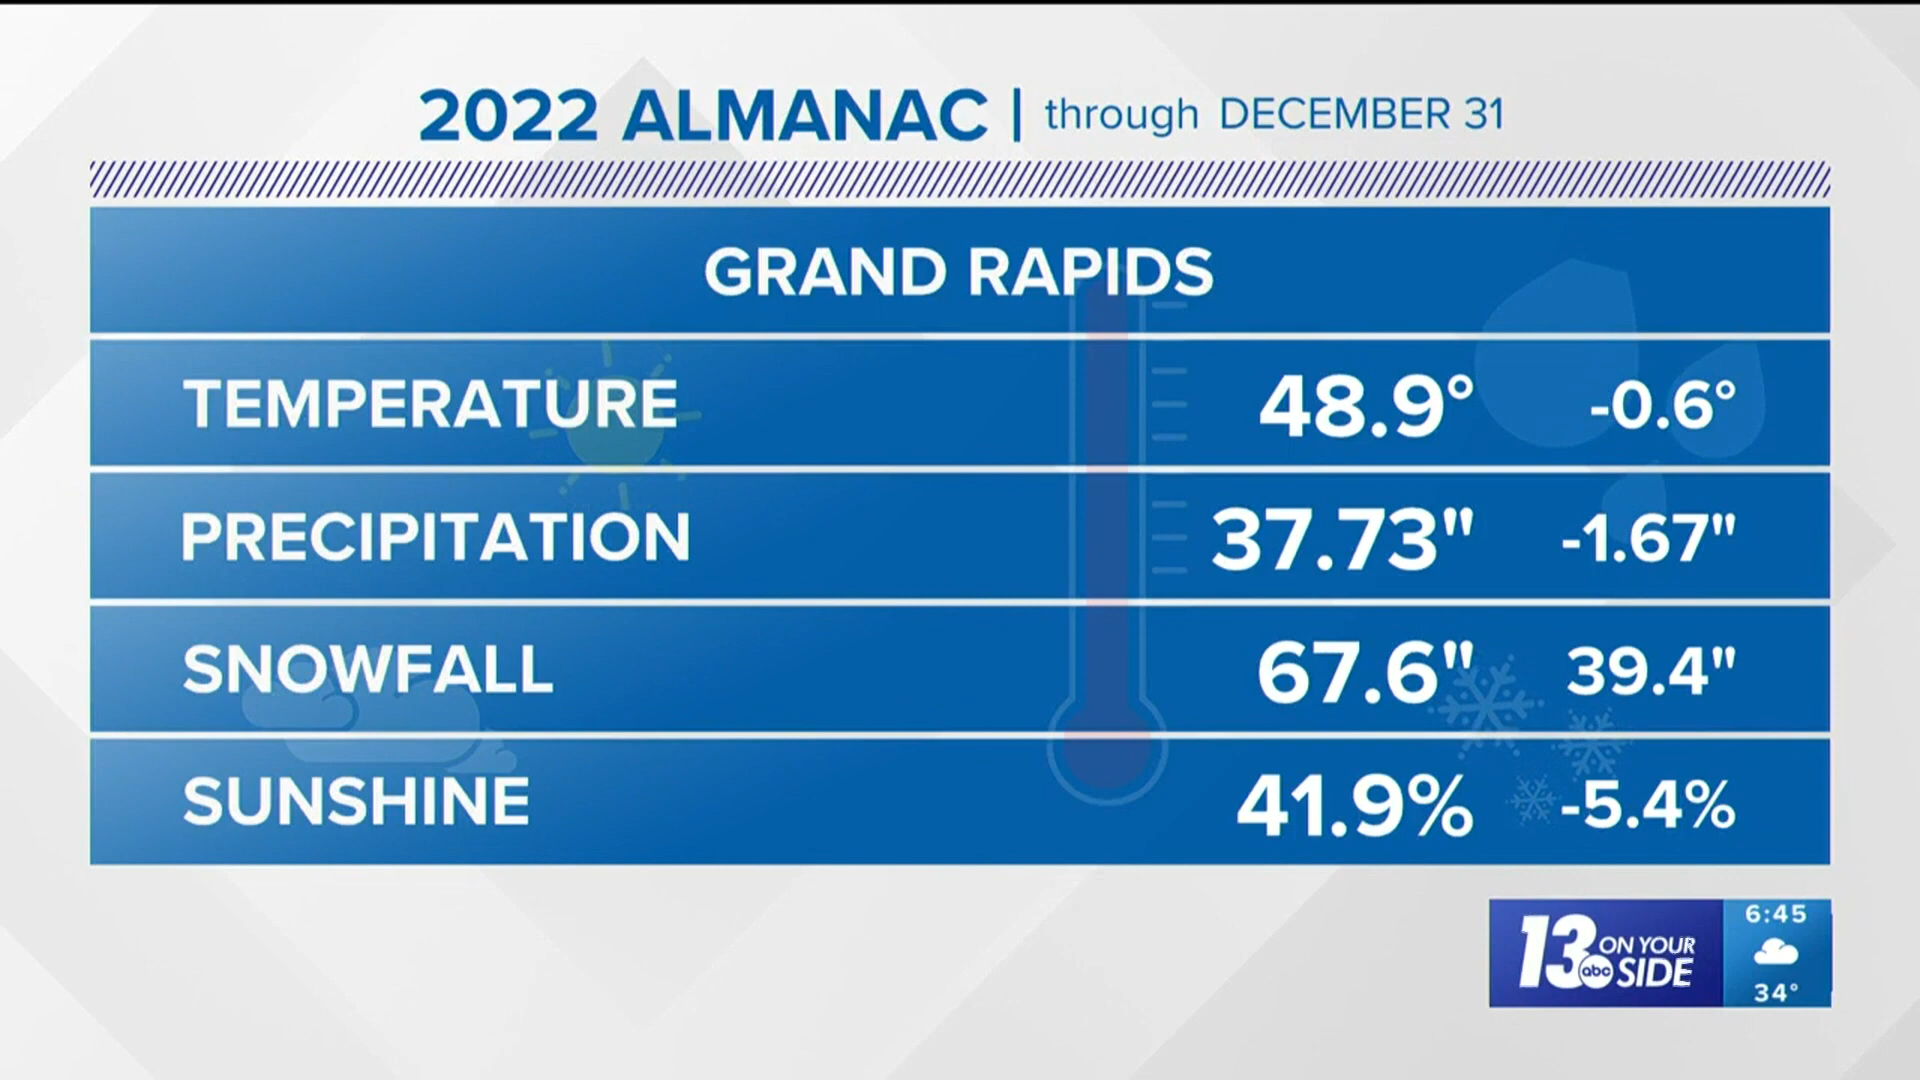 2022 ALMANAC | through DECEMBER 31
GRAND RAPIDS
TEMPERATURE 48.9° -0.6°
PRECIPITATION 37.73" -1.67"
SNOWFALL 67.6" 39.4"
SUNSHINE 41.9% -5.4%
13 abc ON YOUR SIDE
6:45
34°